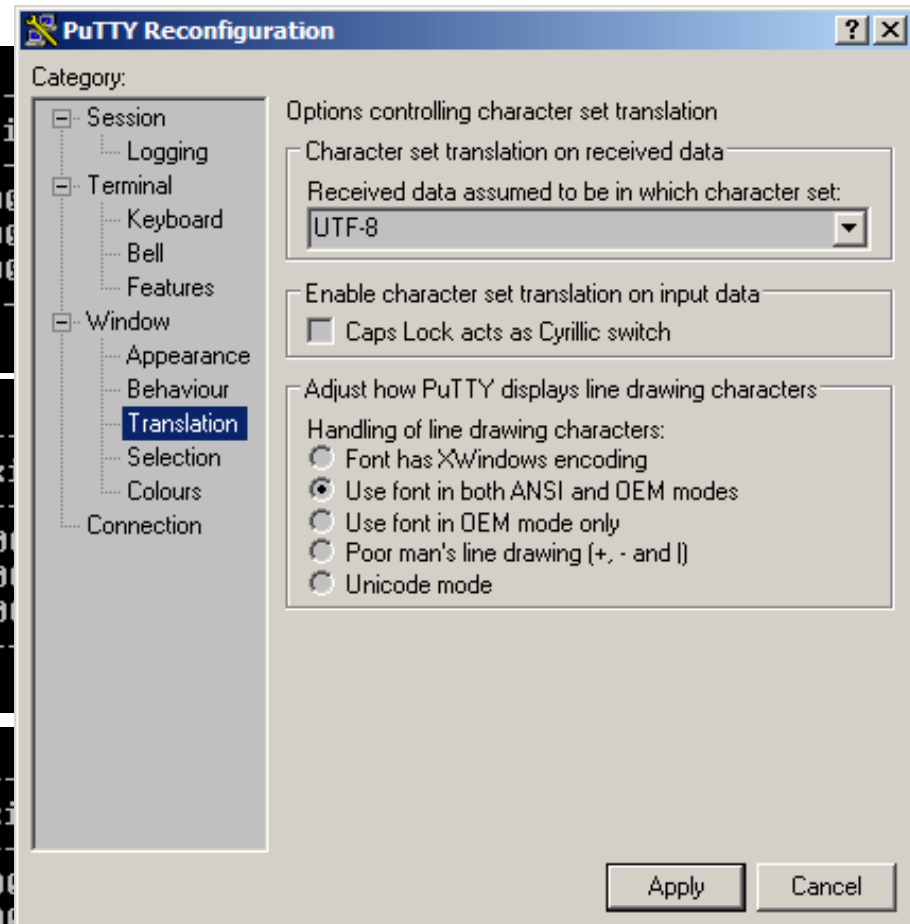 PuTTY Reconfiguration
Category:
Session
Logging
Terminal
Keyboard
Bell
Features
Window
Appearance
Behaviour
Translation
Selection
Colours
Connection
Options controlling character set translation
Character set translation on received data
Received data assumed to be in which character set:
UTF-8
Enable character set translation on input data
Caps Lock acts as Cyrillic switch
Adjust how PuTTY displays line drawing characters
Handling of line drawing characters:
Font has XWindows encoding
Use font in both ANSI and OEM modes
Use font in OEM mode only
Poor man's line drawing (+, - and |)
Unicode mode
Apply Cancel